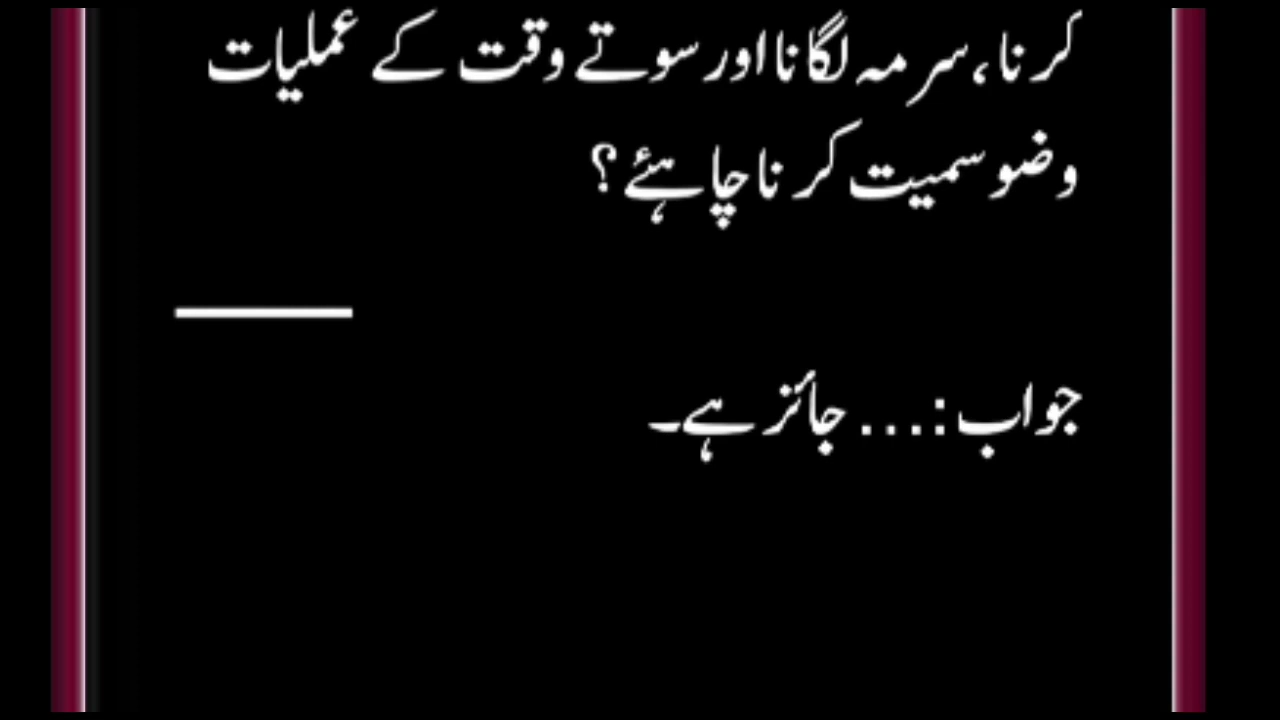 کرنا، سرمہ لگانا اور سوتے وقت کے عملیات
وضو سمیت کرنا چاہئے؟
جواب:... جائز ہے۔